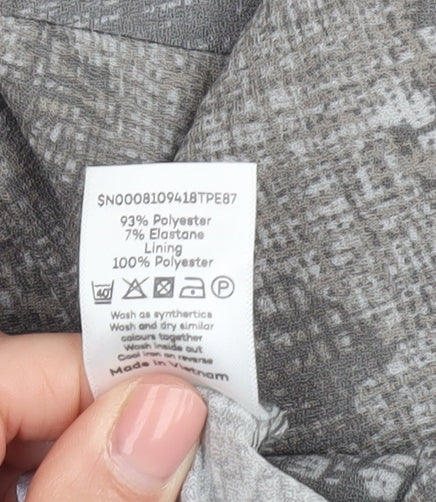 SN0008109418TPE87
93% Polyester
7% Elastane
Lining
100% Polyester
40 P
Wash as synthertics
Wash and dry similar
colours together
Wash inside out
Cool iron on reverse
Made in Vietnam